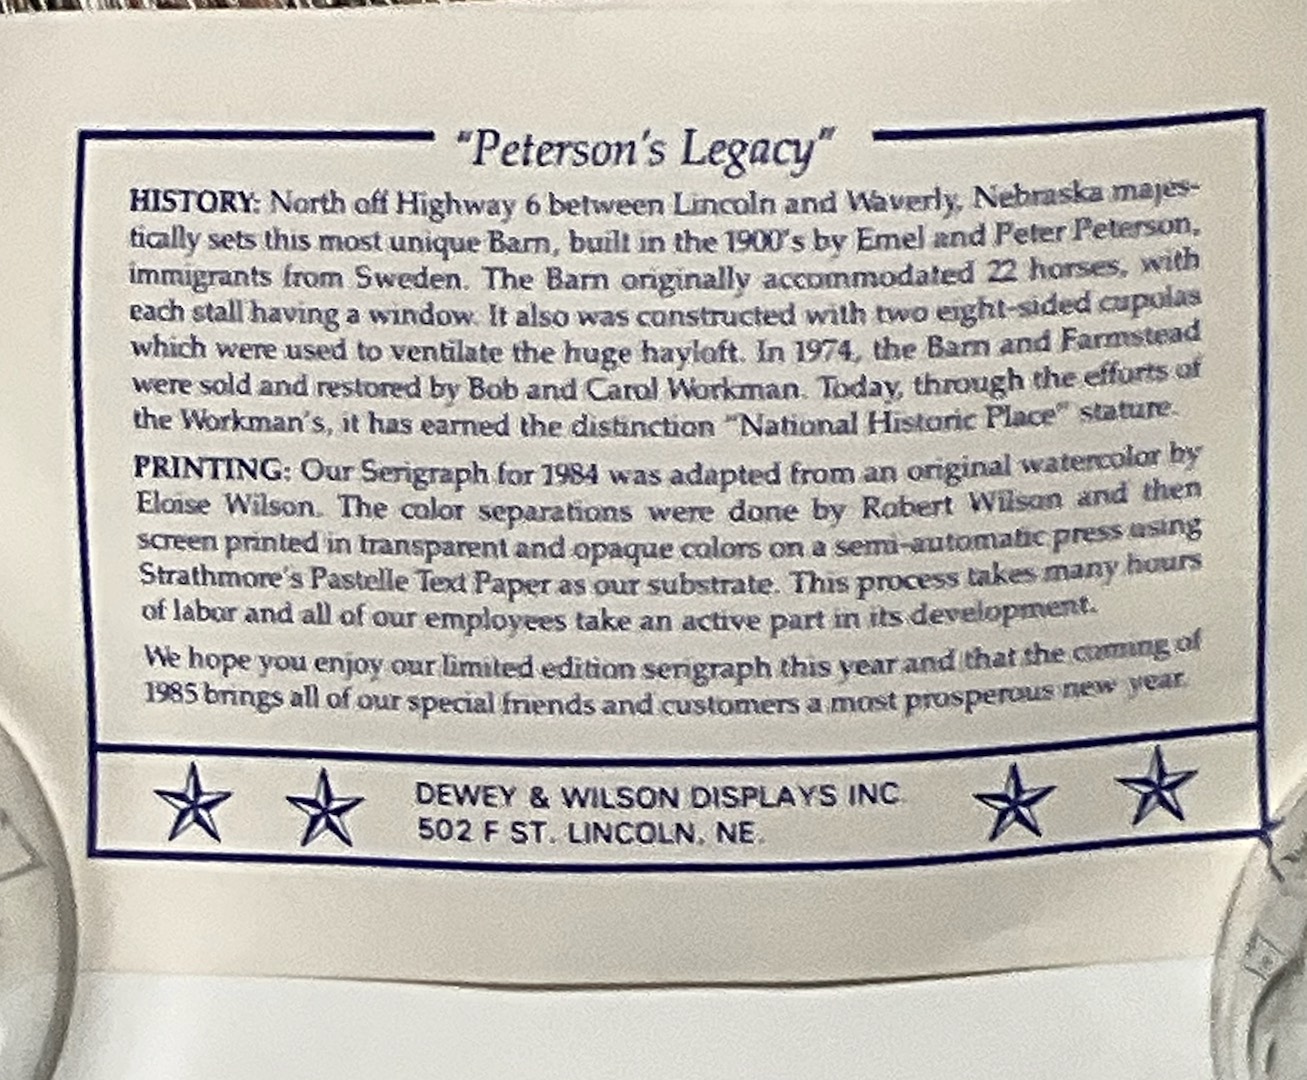 "Peterson's Legacy"
HISTORY: North off Highway 6 between Lincoln and Waverly, Nebraska majes-
tically sets this most unique Barn, built in the 1900's by Emel and Peter Peterson,
immigrants from Sweden. The Barn originally accommodated 22 horses, with
each stall having a window. It also was constructed with two eight-sided cupolas
which were used to ventilate the huge hayloft. In 1974, the Barn and Farmstead
were sold and restored by Bob and Carol Workman. Today, through the efforts of
the Workman's, it has earned the distinction "National Historic Place" stature.
PRINTING: Our Serigraph for 1984 was adapted from an original watercolor by
Eloise Wilson. The color separations were done by Robert Wilson and then
screen printed in transparent and opaque colors on a semi-automatic press using
Strathmore's Pastelle Text Paper as our substrate. This process takes many hours
of labor and all of our employees take an active part in its development.
We hope you enjoy our limited edition serigraph this year and that the coming of
1985 brings all of our special friends and customers a most prosperous new year.
DEWEY & WILSON DISPLAYS INC.
502 F ST. LINCOLN, NE.